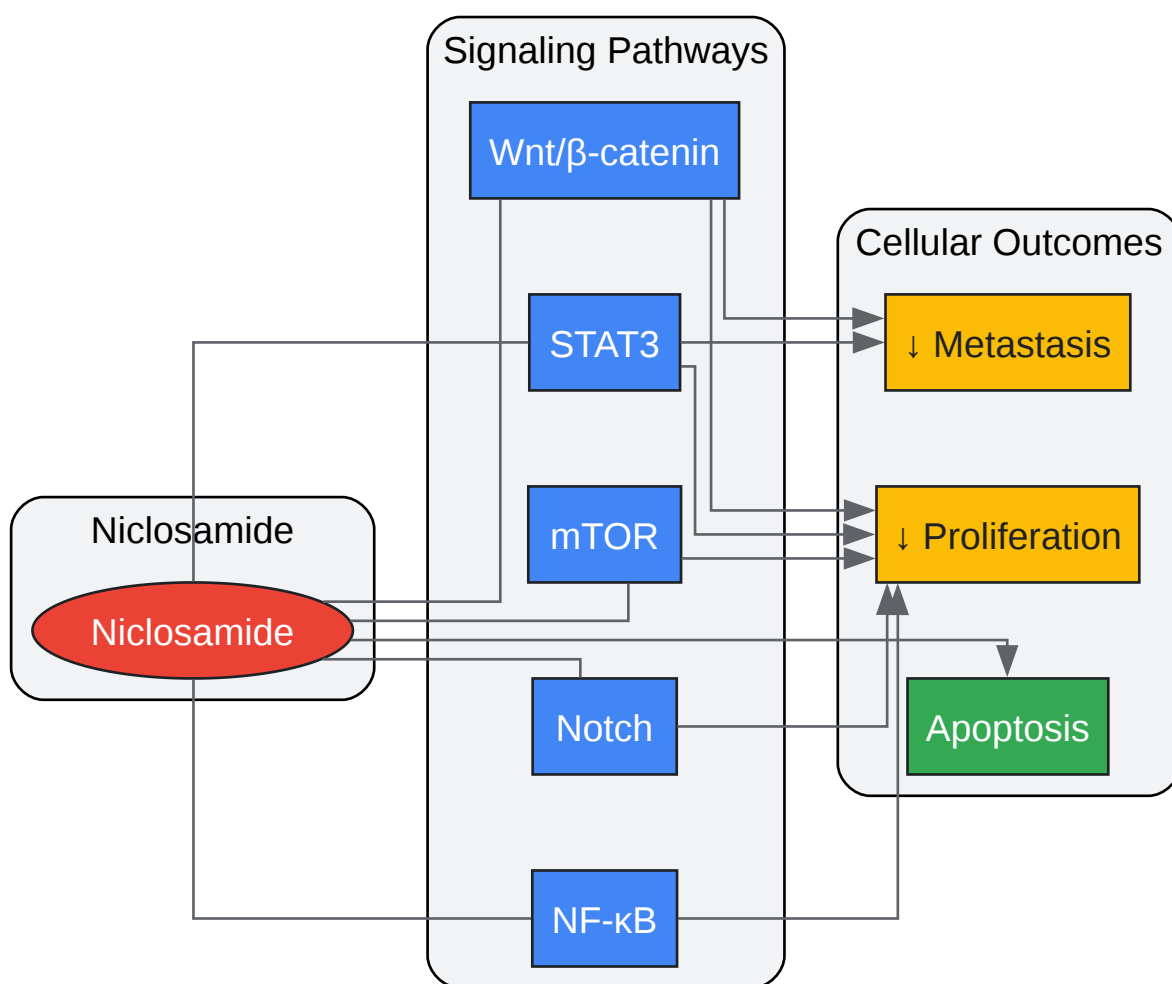 Signaling Pathways
Wnt/β-catenin
Cellular Outcomes
STAT3
↓ Metastasis
Niclosamide
mTOR
↓ Proliferation
Niclosamide
Notch
Apoptosis
NF-κB